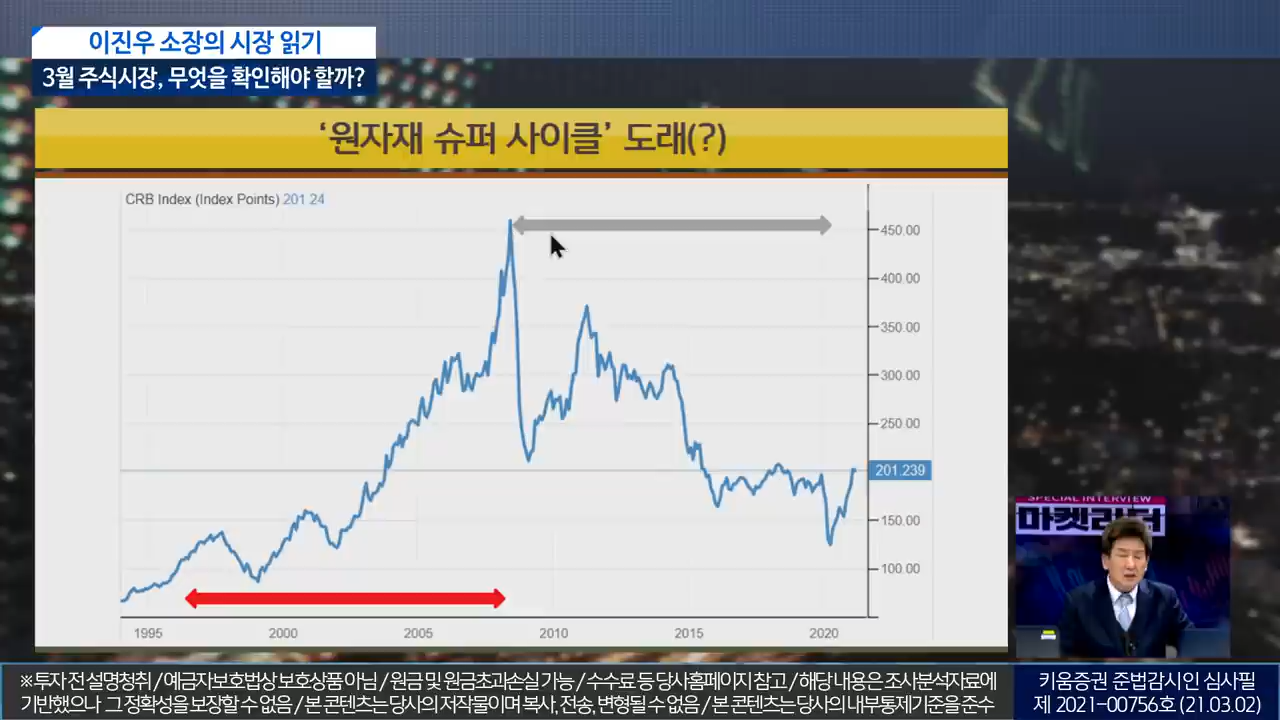 이진우 소장의 시장 읽기
3월 주식시장, 무엇을 확인해야 할까?
‘원자재 슈퍼 사이클’ 도래(?)
CRB Index (Index Points) 201.24
450.00
400.00
350.00
300.00
250.00
201.239
150.00
100.00
1995 2000 2005 2010 2015 2020
SPECIAL INTERVIEW
마켓리더
※ 투자 전 설명청취 / 예금자보호법상 보호상품 아님 / 원금 및 원금초과손실 가능 / 수수료 등 당사홈페이지 참고 / 해당 내용은 조사분석자료에
기반했으나 그 정확성을 보장할 수 없음 / 본 콘텐츠는 당사의 저작물이며 복사, 전송, 변형될 수 없음 / 본 콘텐츠는 당사의 내부통제기준을 준수
키움증권 준법감시인 심사필
제 2021-00756호 (21.03.02)